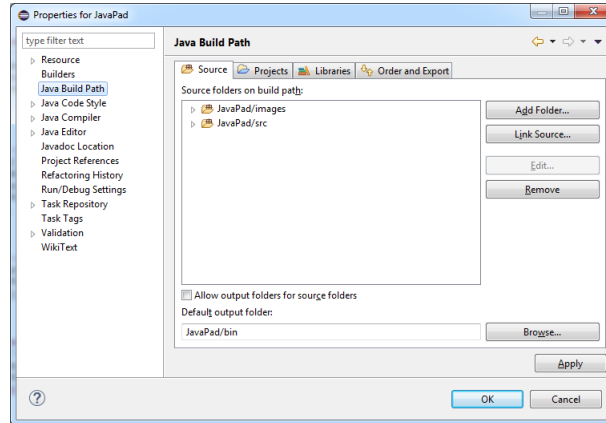 Properties for JavaPad
type filter text
Resource
Builders
Java Build Path
Java Code Style
Java Compiler
Java Editor
Javadoc Location
Project References
Refactoring History
Run/Debug Settings
Task Repository
Task Tags
Validation
WikiText
Java Build Path
Source Projects Libraries Order and Export
Source folders on build path:
JavaPad/images
JavaPad/src
Add Folder...
Link Source...
Edit...
Remove
Allow output folders for source folders
Default output folder:
JavaPad/bin
Browse...
Apply
OK Cancel